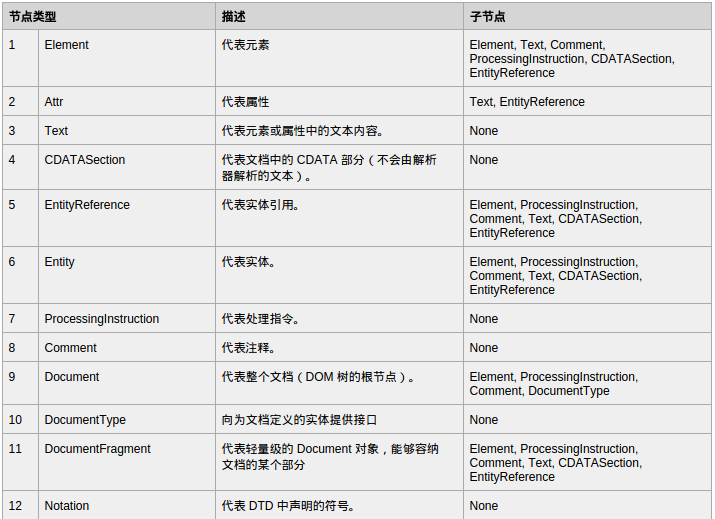 节点类型 描述 子节点
1 Element 代表元素 Element, Text, Comment,
ProcessingInstruction, CDATASection,
EntityReference
2 Attr 代表属性 Text, EntityReference
3 Text 代表元素或属性中的文本内容。 None
4 CDATASection 代表文档中的 CDATA 部分（不会由解析 None
器解析的文本）。
5 EntityReference 代表实体引用。 Element, ProcessingInstruction,
Comment, Text, CDATASection,
EntityReference
6 Entity 代表实体。 Element, ProcessingInstruction,
Comment, Text, CDATASection,
EntityReference
7 ProcessingInstruction 代表处理指令。 None
8 Comment 代表注释。 None
9 Document 代表整个文档（DOM 树的根节点）。 Element, ProcessingInstruction,
Comment, DocumentType
10 DocumentType 向为文档定义的实体提供接口 None
11 DocumentFragment 代表轻量级的 Document 对象，能够容纳 Element, ProcessingInstruction,
文档的某个部分 Comment, Text, CDATASection,
EntityReference
12 Notation 代表 DTD 中声明的符号。 None